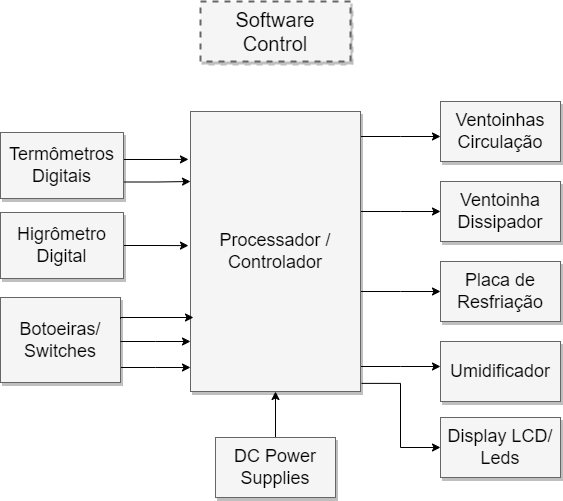 Software
Control
Termômetros
Digitais
Higrômetro
Digital
Botoeiras/
Switches
Processador /
Controlador
DC Power
Supplies
Ventoinhas
Circulação
Ventoinha
Dissipador
Placa de
Resfriação
Umidificador
Display LCD/
Leds